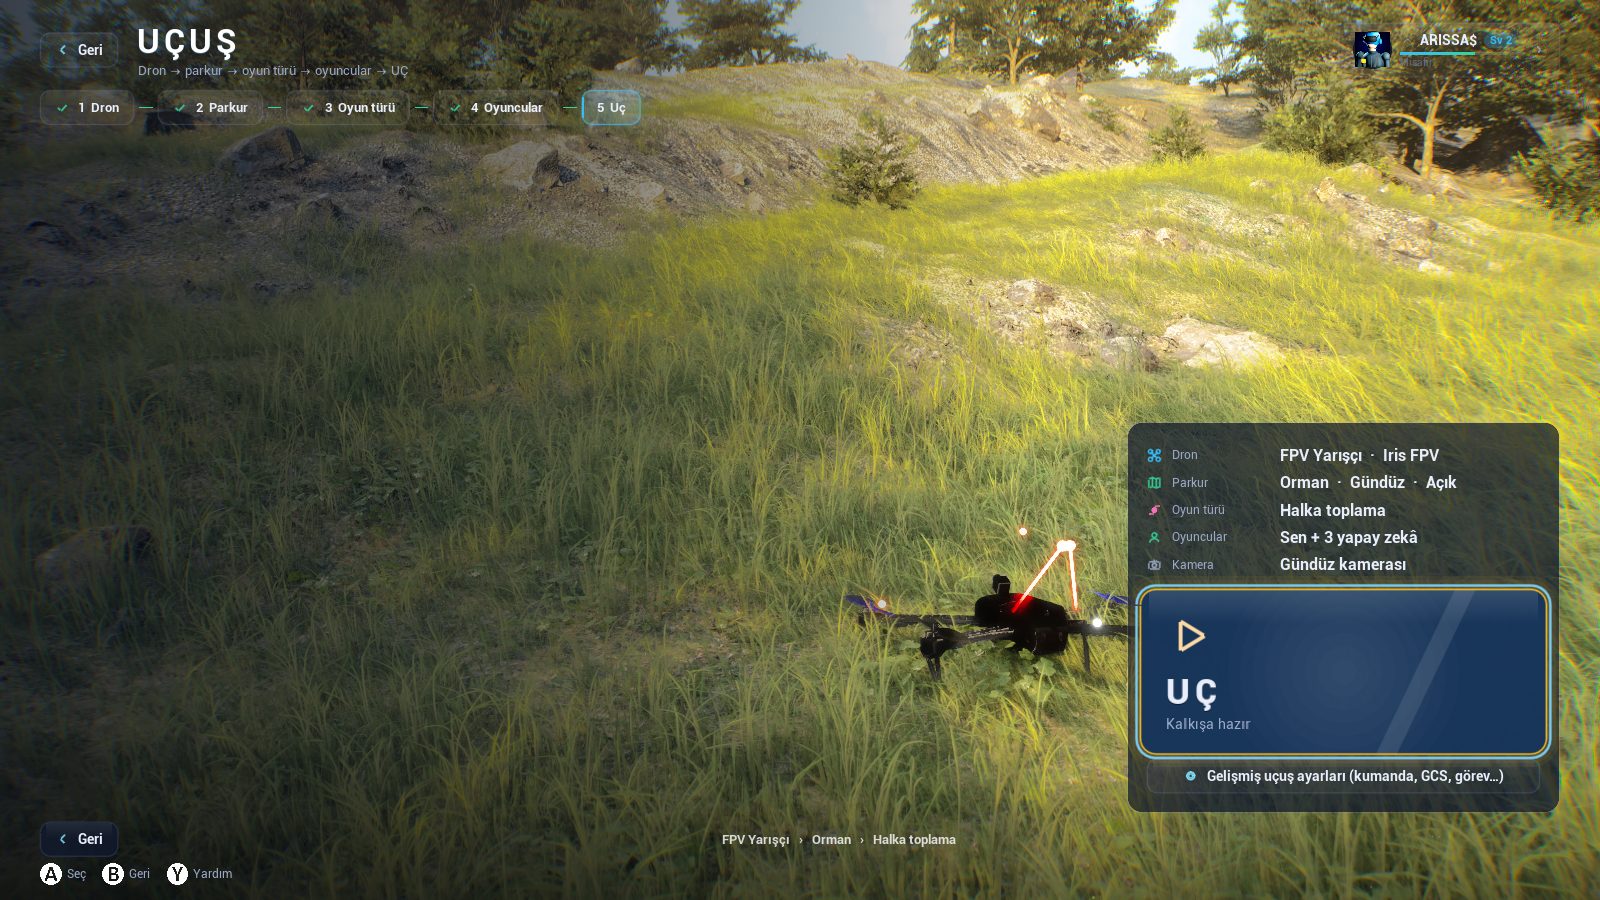 Geri
UÇUŞ
Dron → parkur → oyun türü → oyuncular → UÇ
1 Dron
2 Parkur
3 Oyun türü
4 Oyuncular
5 Uç
ARISSA$ Sv 2
Misafir
Dron FPV Yarışçı · Iris FPV
Parkur Orman · Gündüz · Açık
Oyun türü Halka toplama
Oyuncular Sen + 3 yapay zekâ
Kamera Gündüz kamerası
UÇ
Kalkışa hazır
Gelişmiş uçuş ayarları (kumanda, GCS, görev...)
Geri
FPV Yarışçı › Orman › Halka toplama
A Seç B Geri Y Yardım